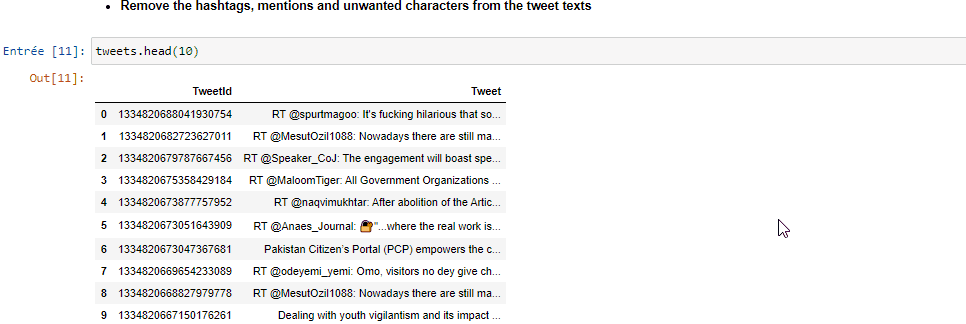 • Remove the hashtags, mentions and unwanted characters from the tweet texts
Entrée [11]: tweets.head(10)
Out[11]:
TweetId Tweet
0 1334820688041930754 RT @spurtmagoo: It's fucking hilarious that so...
1 1334820682723627011 RT @MesutOzil1088: Nowadays there are still ma...
2 1334820679787667456 RT @Speaker_CoJ: The engagement will boast spe...
3 1334820675358429184 RT @MaloomTiger: All Government Organizations ...
4 1334820673877757952 RT @naqvimukhtar: After abolition of the Artic...
5 1334820673051643909 RT @Anaes_Journal: "...where the real work is...
6 1334820673047367681 Pakistan Citizen's Portal (PCP) empowers the c...
7 1334820669654233089 RT @odeyemi_yemi: Omo, visitors no dey give ch...
8 1334820668827979778 RT @MesutOzil1088: Nowadays there are still ma...
9 1334820667150176261 Dealing with youth vigilantism and its impact ...